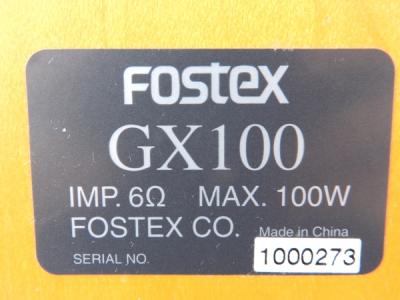 Fostex
GX100
IMP. 6Ω MAX. 100W
FOSTEX CO. Made in China
SERIAL NO. 1000273